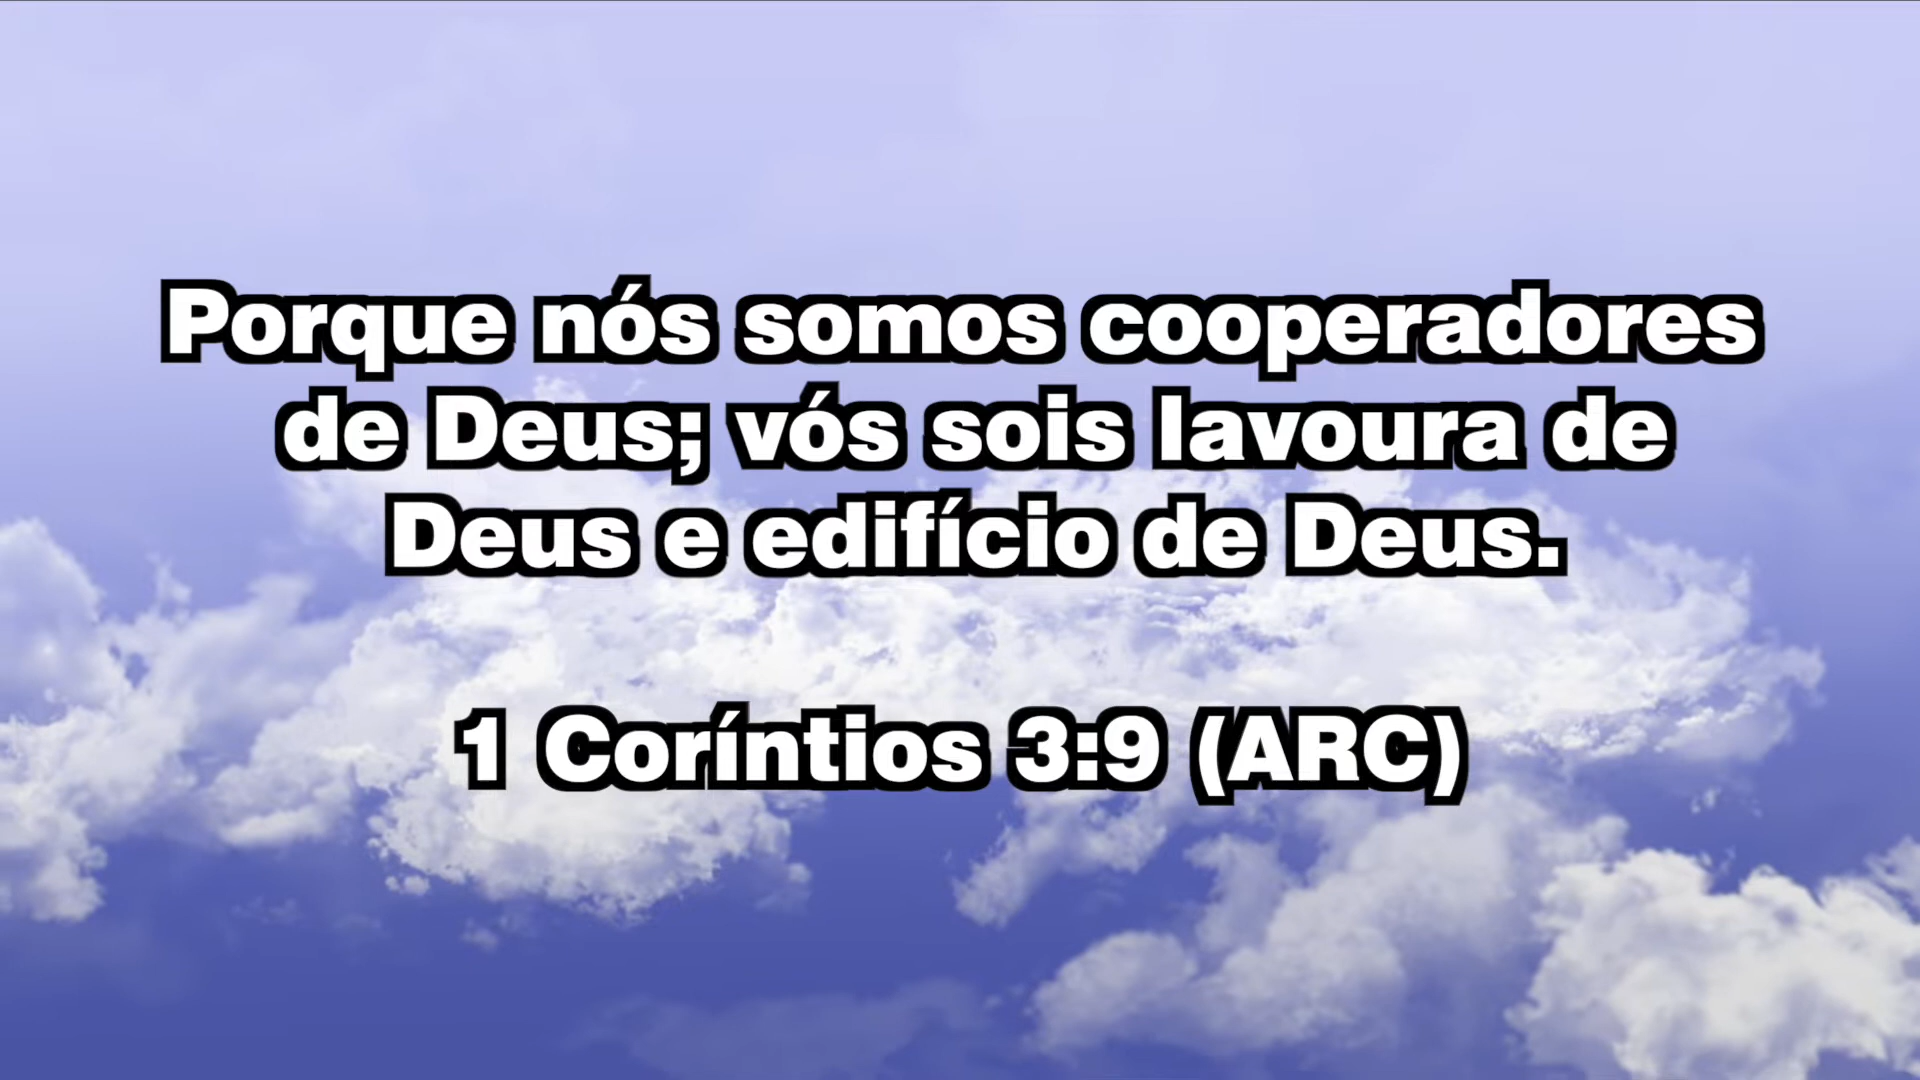 Porque nós somos cooperadores
de Deus; vós sois lavoura de
Deus e edifício de Deus.
1 Coríntios 3:9 (ARC)